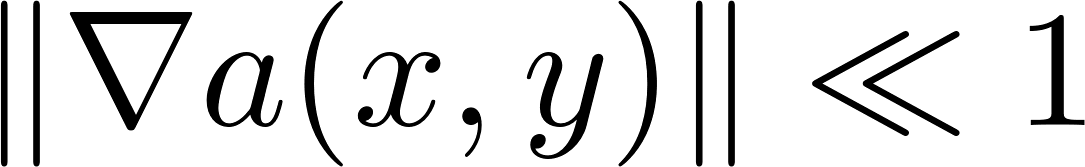 ‖∇a(x, y)‖ ≪ 1